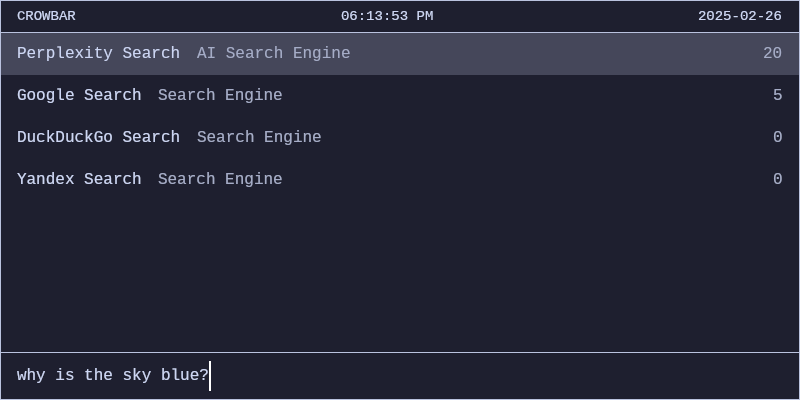 CROWBAR 06:13:53 PM 2025-02-26
Perplexity Search AI Search Engine 20
Google Search Search Engine 5
DuckDuckGo Search Search Engine 0
Yandex Search Search Engine 0
why is the sky blue?